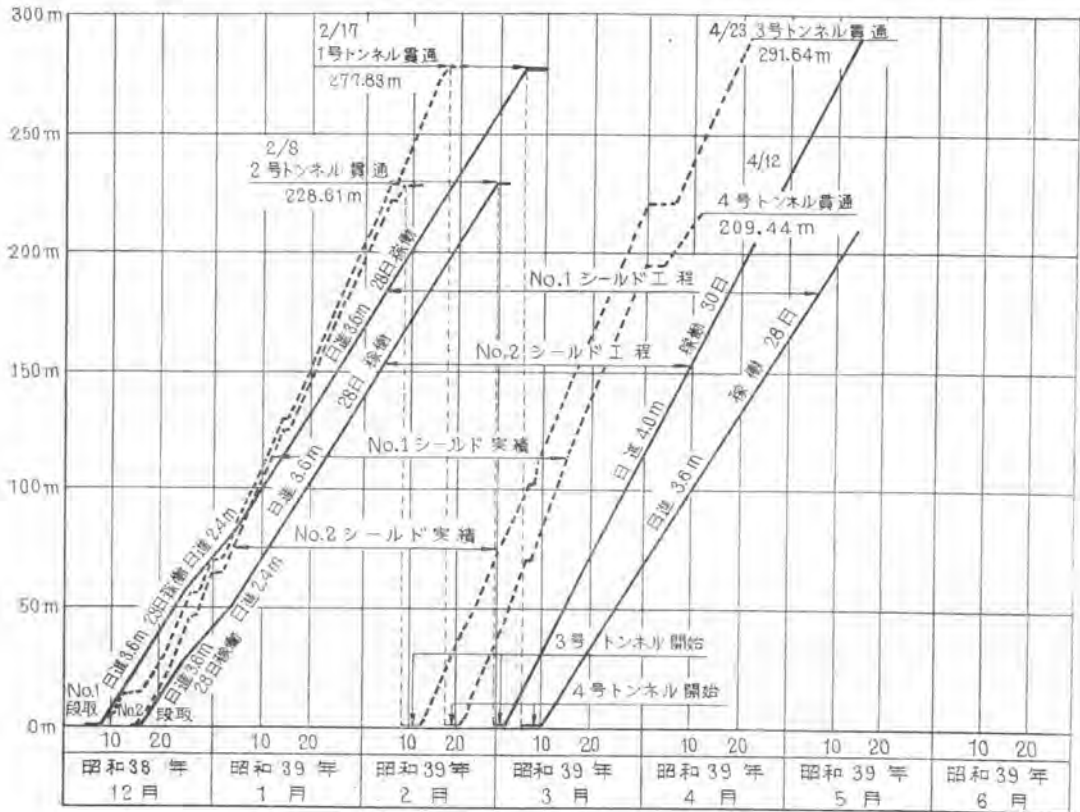 300m
250m
200m
150m
100m
50m
0m
2/17
1号トンネル貫通
277.83m
2/8
2号トンネル貫通
228.61m
4/23 3号トンネル貫通
291.64m
4/12
4号トンネル貫通
209.44m
No.1シールド工程
No.2シールド工程
No.1シールド実績
No.2シールド実績
3号トンネル開始
4号トンネル開始
日進3.6m 28日稼働
日進3.6m 28日稼働
日進4.0m 稼働 30日
日進3.6m 稼働 28日
日進3.6m 28日稼働 日進2.4m
日進3.6m 日進2.4m
28日稼働
No.1
段取
No.2 段取
10 20 10 20 10 20 10 20 10 20 10 20 10 20
昭和38年 昭和39年 昭和39年 昭和39年 昭和39年 昭和39年 昭和39年
12月 1月 2月 3月 4月 5月 6月